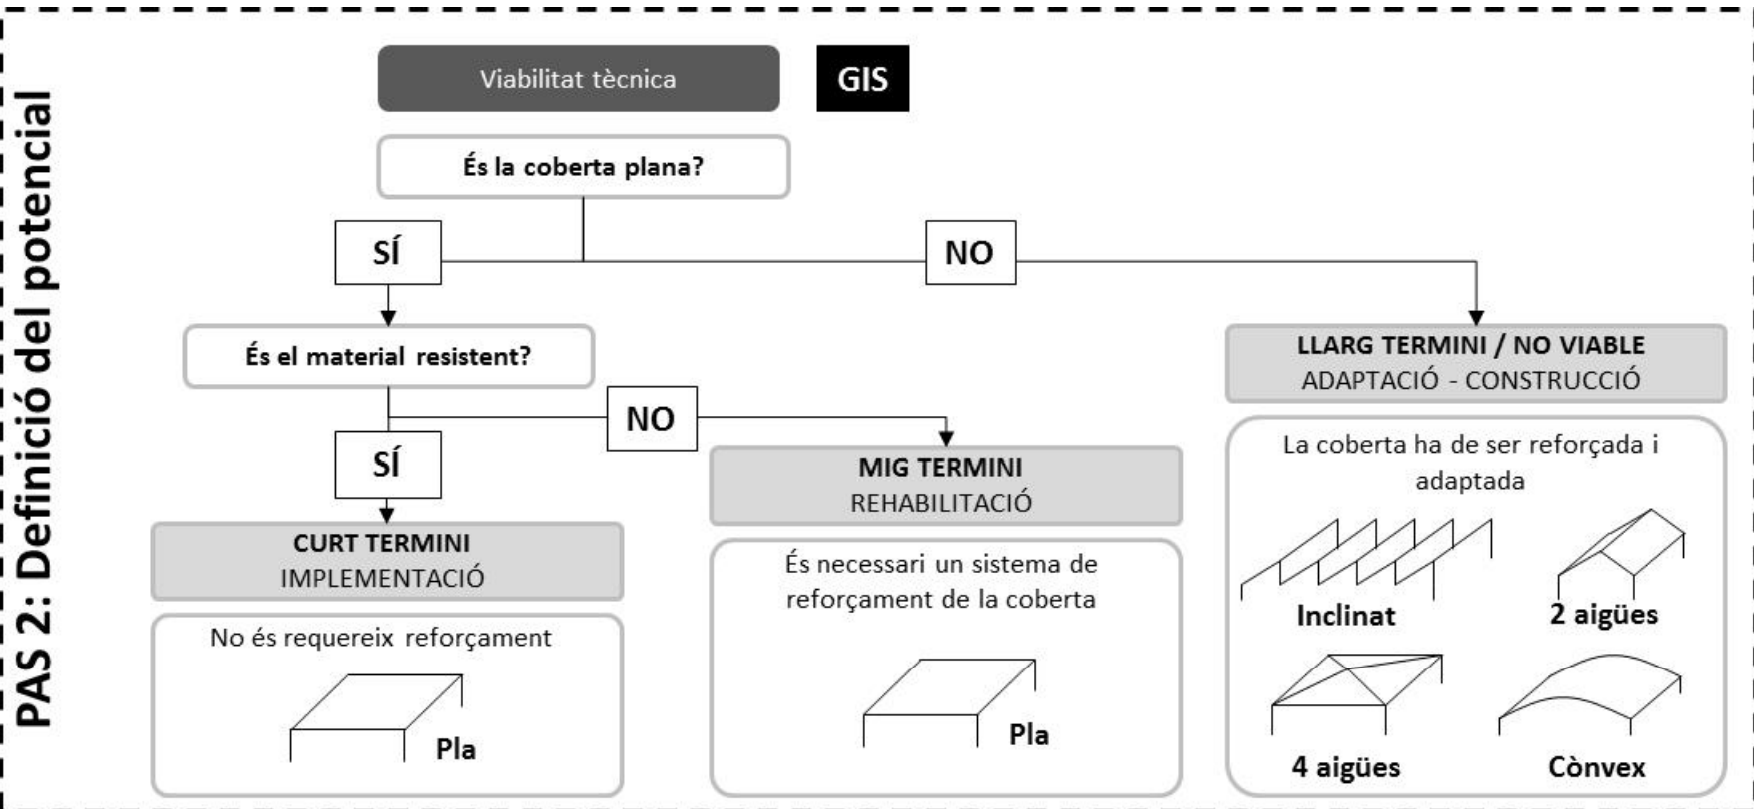 PAS 2: Definició del potencial
Viabilitat tècnica
GIS
És la coberta plana?
SÍ
NO
És el material resistent?
NO
SÍ
LLARG TERMINI / NO VIABLE
ADAPTACIÓ - CONSTRUCCIÓ
La coberta ha de ser reforçada i
adaptada
Inclinat
2 aigües
4 aigües
Cònvex
MIG TERMINI
REHABILITACIÓ
És necessari un sistema de
reforçament de la coberta
Pla
CURT TERMINI
IMPLEMENTACIÓ
No és requereix reforçament
Pla